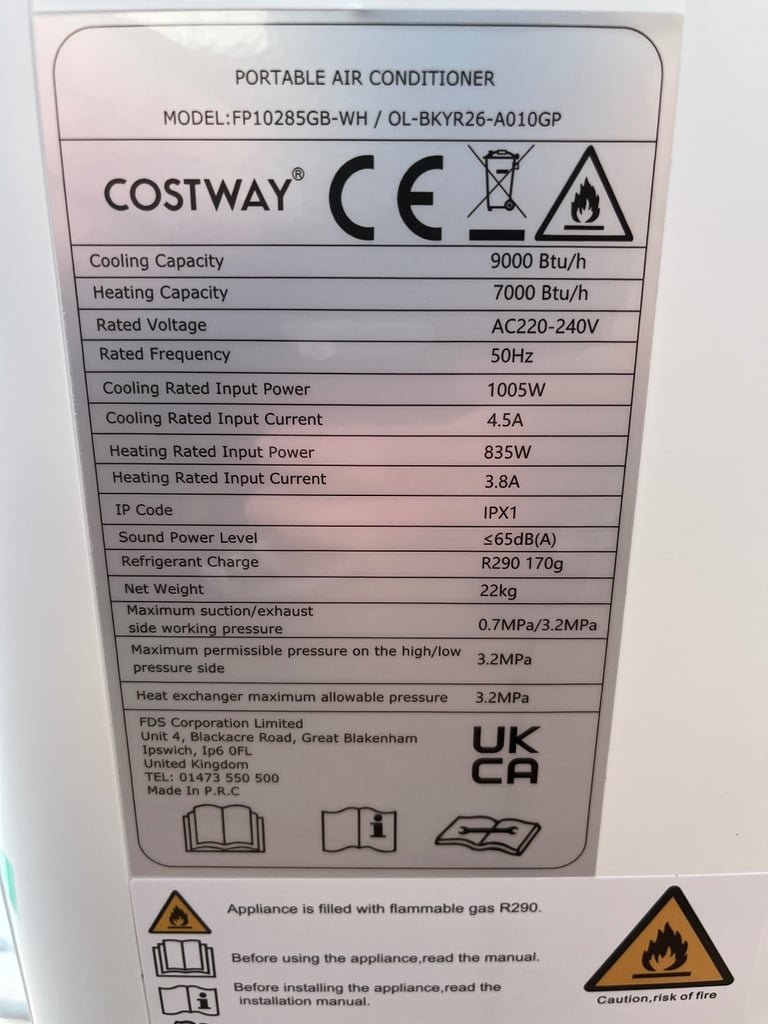 PORTABLE AIR CONDITIONER
MODEL:FP10285GB-WH / OL-BKYR26-A010GP
COSTWAY® CE
Cooling Capacity 9000 Btu/h
Heating Capacity 7000 Btu/h
Rated Voltage AC220-240V
Rated Frequency 50Hz
Cooling Rated Input Power 1005W
Cooling Rated Input Current 4.5A
Heating Rated Input Power 835W
Heating Rated Input Current 3.8A
IP Code IPX1
Sound Power Level ≤65dB(A)
Refrigerant Charge R290 170g
Net Weight 22kg
Maximum suction/exhaust
side working pressure 0.7MPa/3.2MPa
Maximum permissible pressure on the high/low
pressure side 3.2MPa
Heat exchanger maximum allowable pressure 3.2MPa
FDS Corporation Limited
Unit 4, Blackacre Road, Great Blakenham
Ipswich, Ip6 0FL
United Kingdom
TEL: 01473 550 500
Made In P.R.C
UK
CA
Appliance is filled with flammable gas R290.
Before using the appliance,read the manual.
Before installing the appliance,read the
installation manual.
Caution,risk of fire